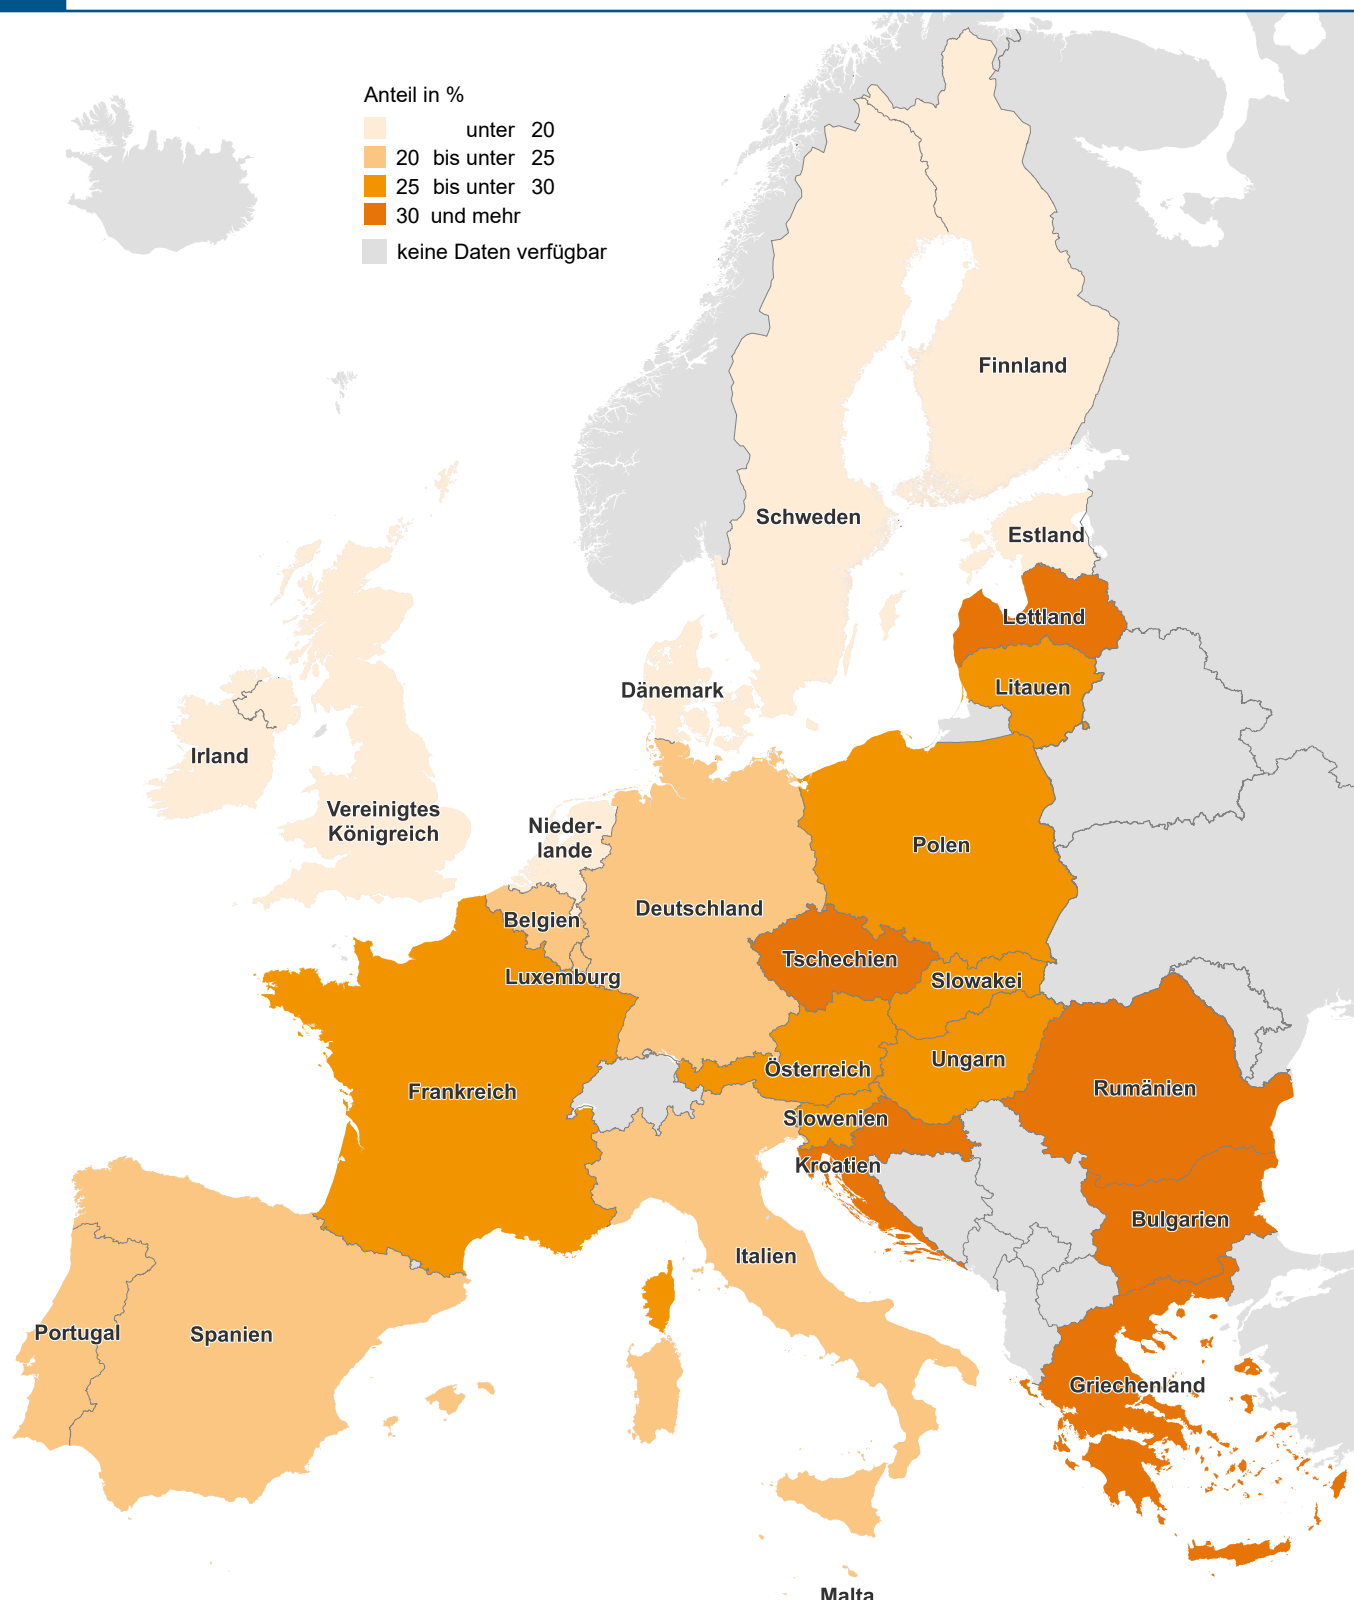 Anteil in %
unter 20
20 bis unter 25
25 bis unter 30
30 und mehr
keine Daten verfügbar
Finnland
Schweden
Estland
Lettland
Litauen
Dänemark
Irland
Vereinigtes
Königreich
Nieder-
lande
Polen
Deutschland
Belgien
Tschechien
Luxemburg
Slowakei
Ungarn
Österreich
Rumänien
Frankreich
Slowenien
Kroatien
Bulgarien
Italien
Portugal
Spanien
Griechenland
Malta